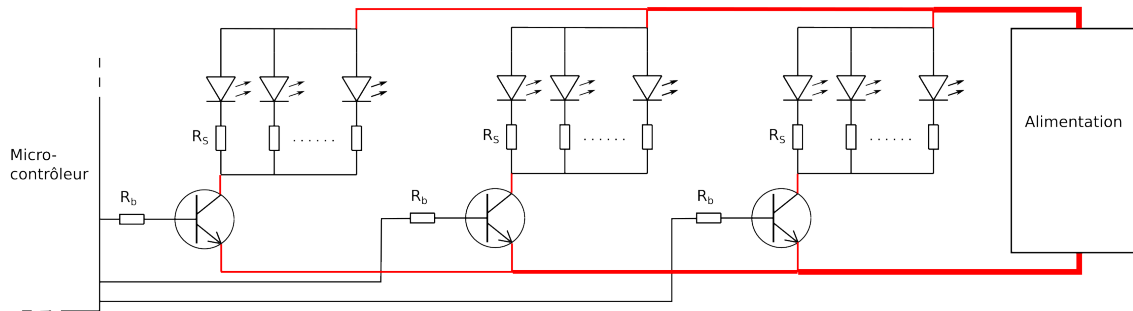 Micro-
contrôleur
R_b
R_S
. . . . . .
R_b
R_S
. . . . . .
R_b
R_S
. . . . . .
Alimentation